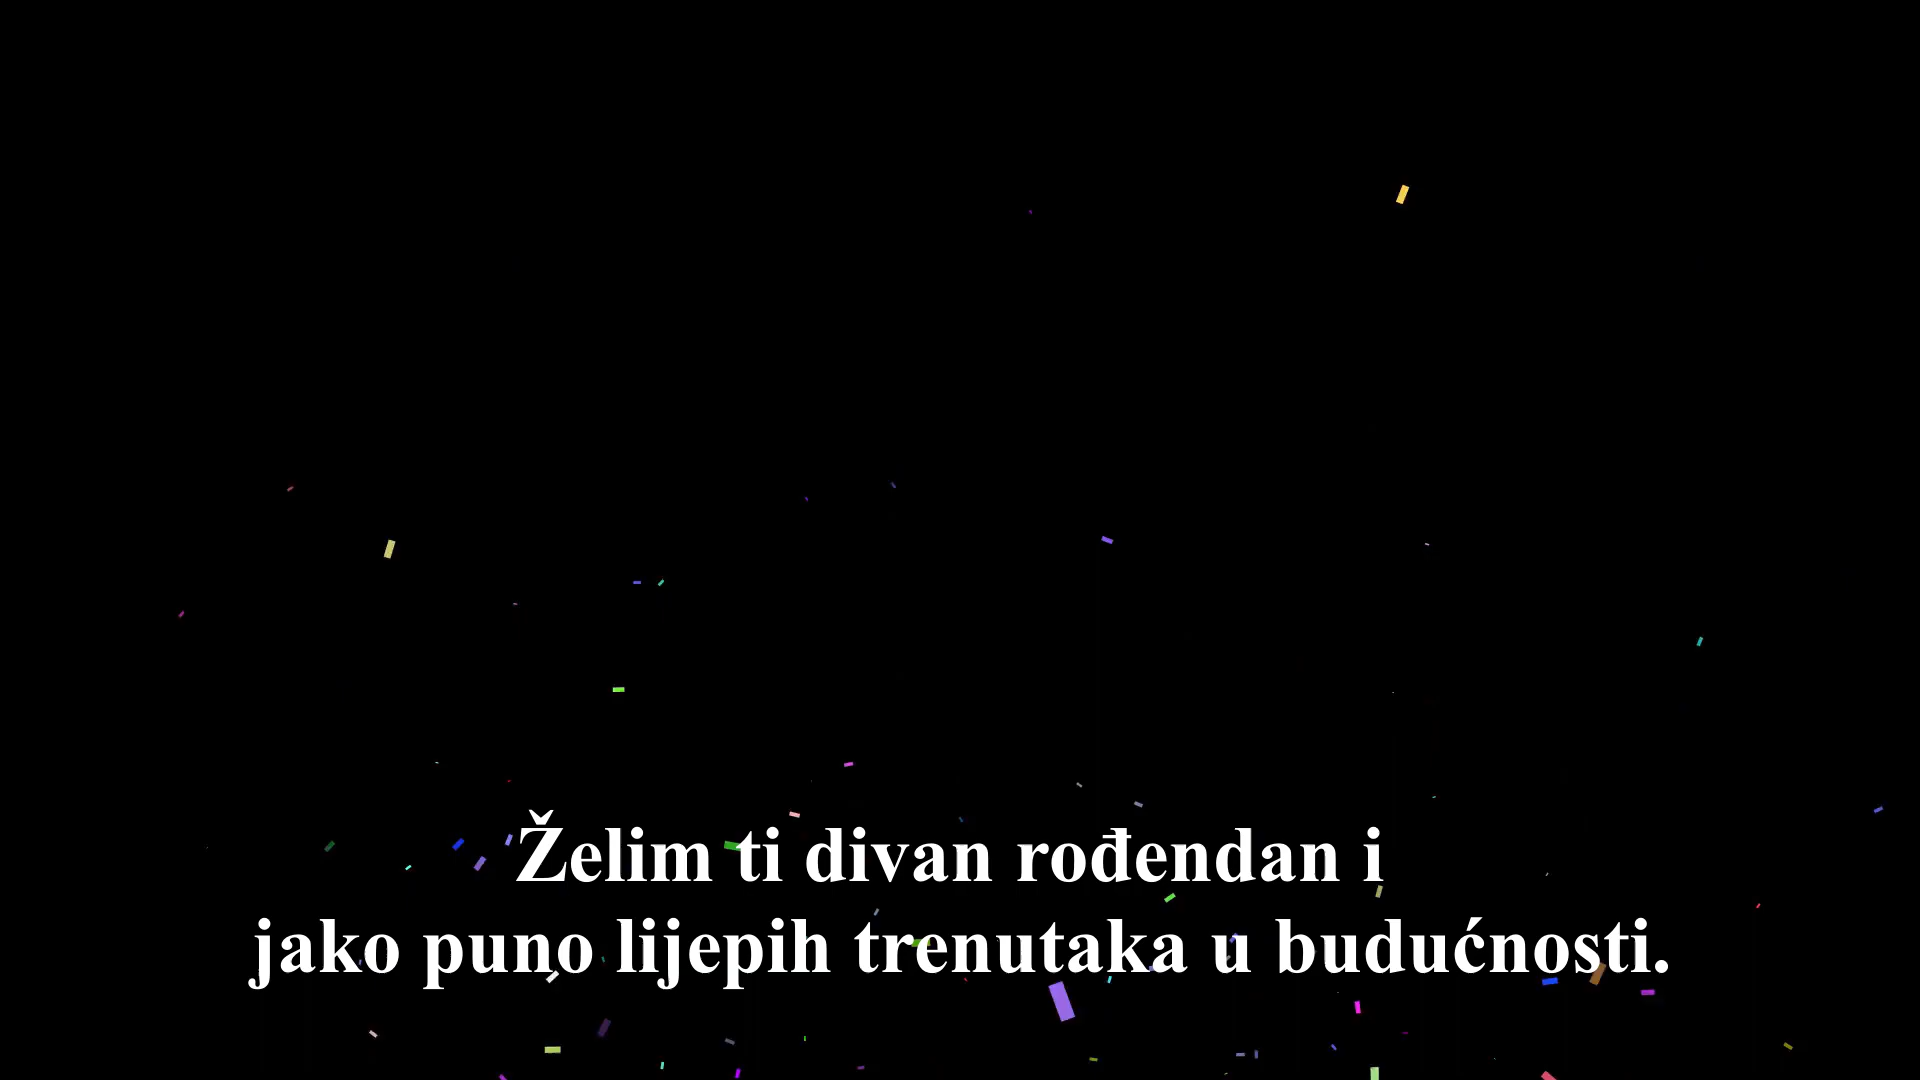 Želim ti divan rođendan i
jako puno lijepih trenutaka u budućnosti.